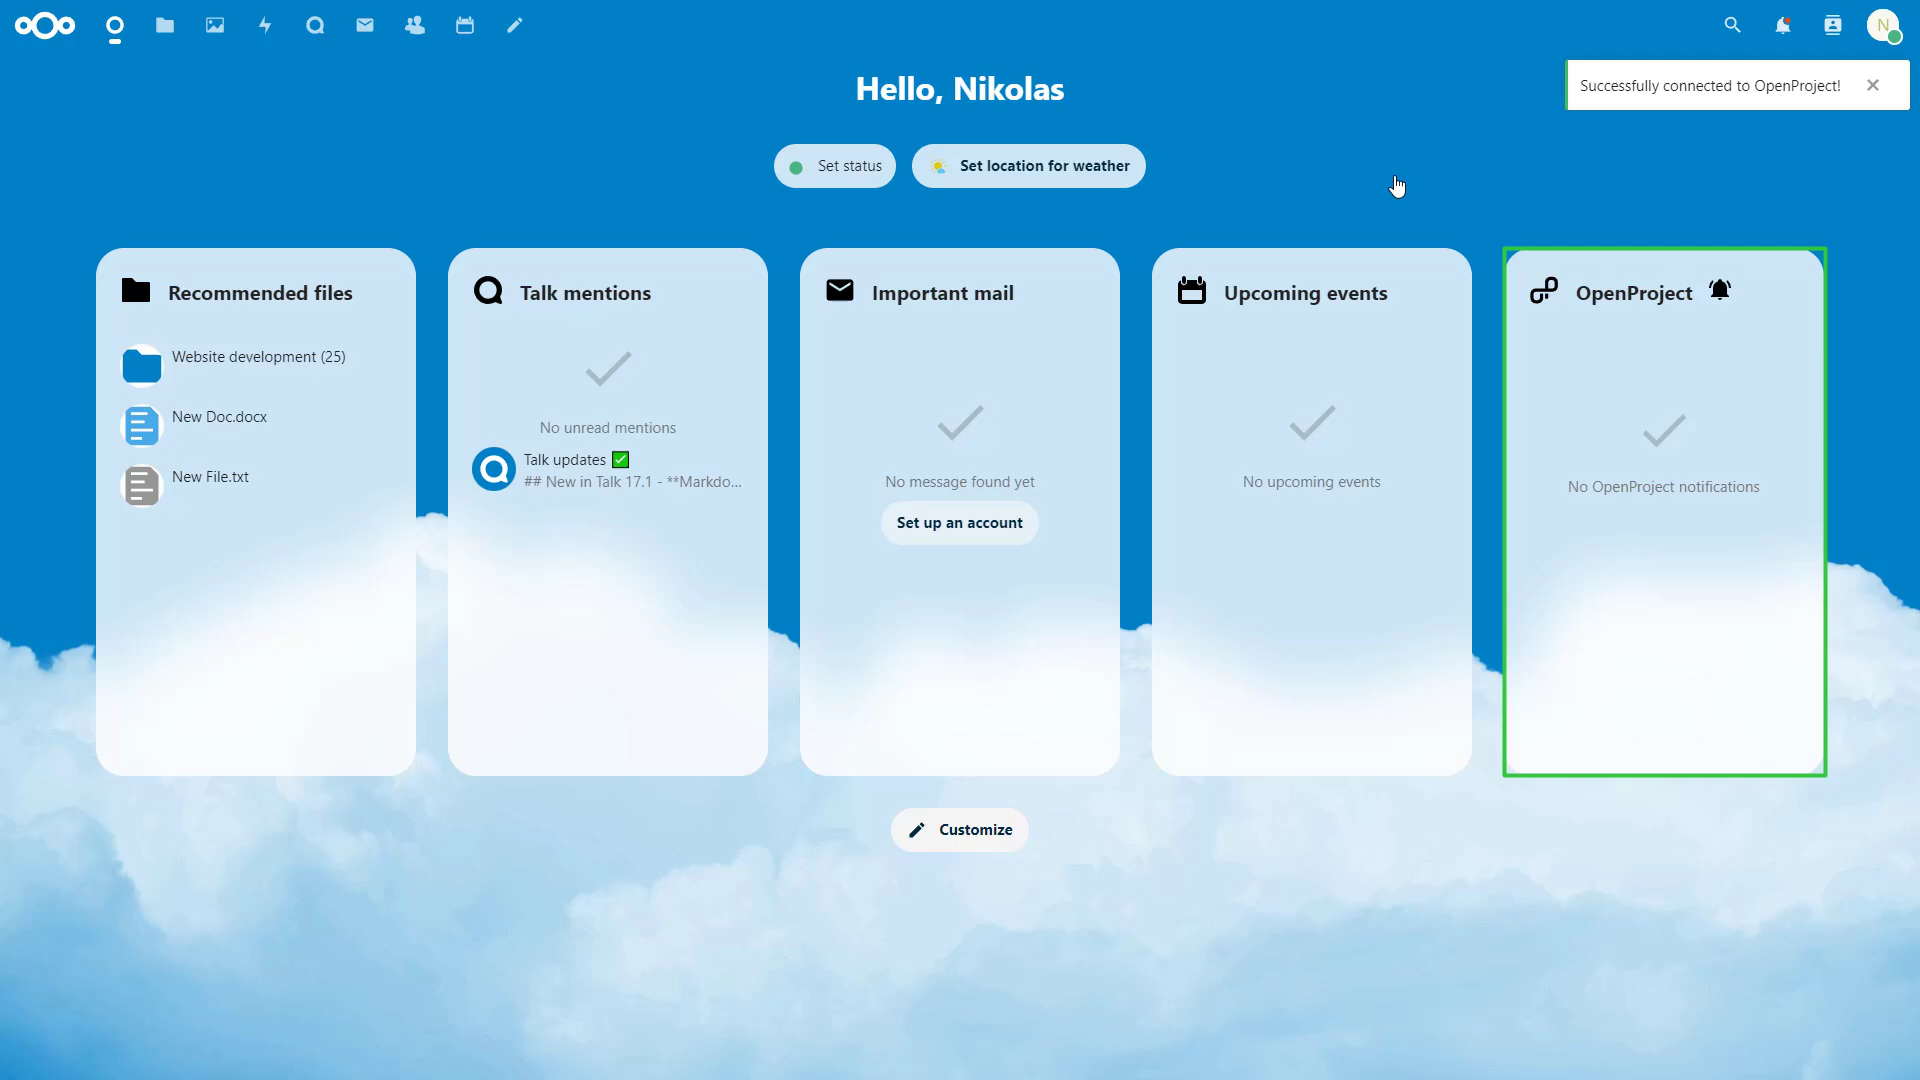 N
Hello, Nikolas
Successfully connected to OpenProject!
Set status
Set location for weather
Recommended files
Website development (25)
New Doc.docx
New File.txt
Talk mentions
No unread mentions
Talk updates ✅
## New in Talk 17.1 - **Markdo...
Important mail
No message found yet
Set up an account
Upcoming events
No upcoming events
OpenProject
No OpenProject notifications
Customize